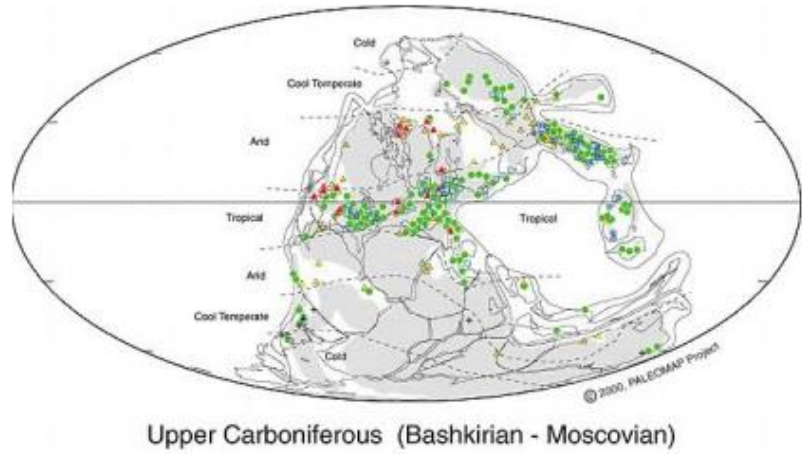 Cold
Cool Temperate
Arid
Tropical
Tropical
Arid
Cool Temperate
Cold
© 2000, PALEOMAP Project
Upper Carboniferous (Bashkirian - Moscovian)